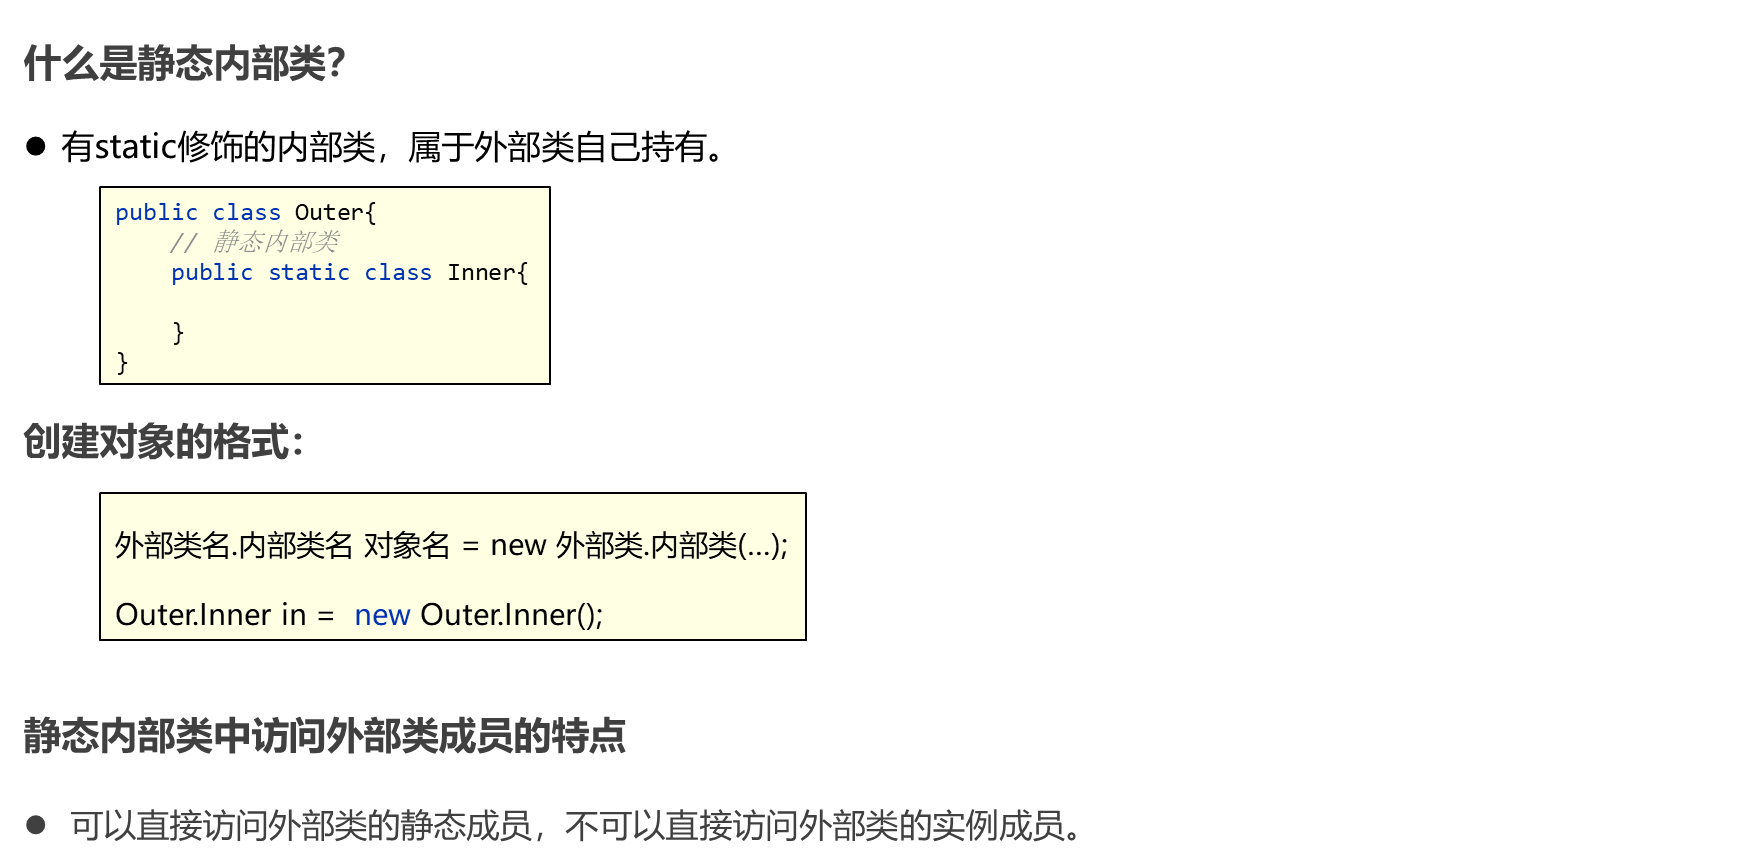 什么是静态内部类？
● 有static修饰的内部类，属于外部类自己持有。
public class Outer{
    // 静态内部类
    public static class Inner{
    }
}
创建对象的格式：
外部类名.内部类名 对象名 = new 外部类.内部类(…);
Outer.Inner in =  new Outer.Inner();
静态内部类中访问外部类成员的特点
● 可以直接访问外部类的静态成员，不可以直接访问外部类的实例成员。